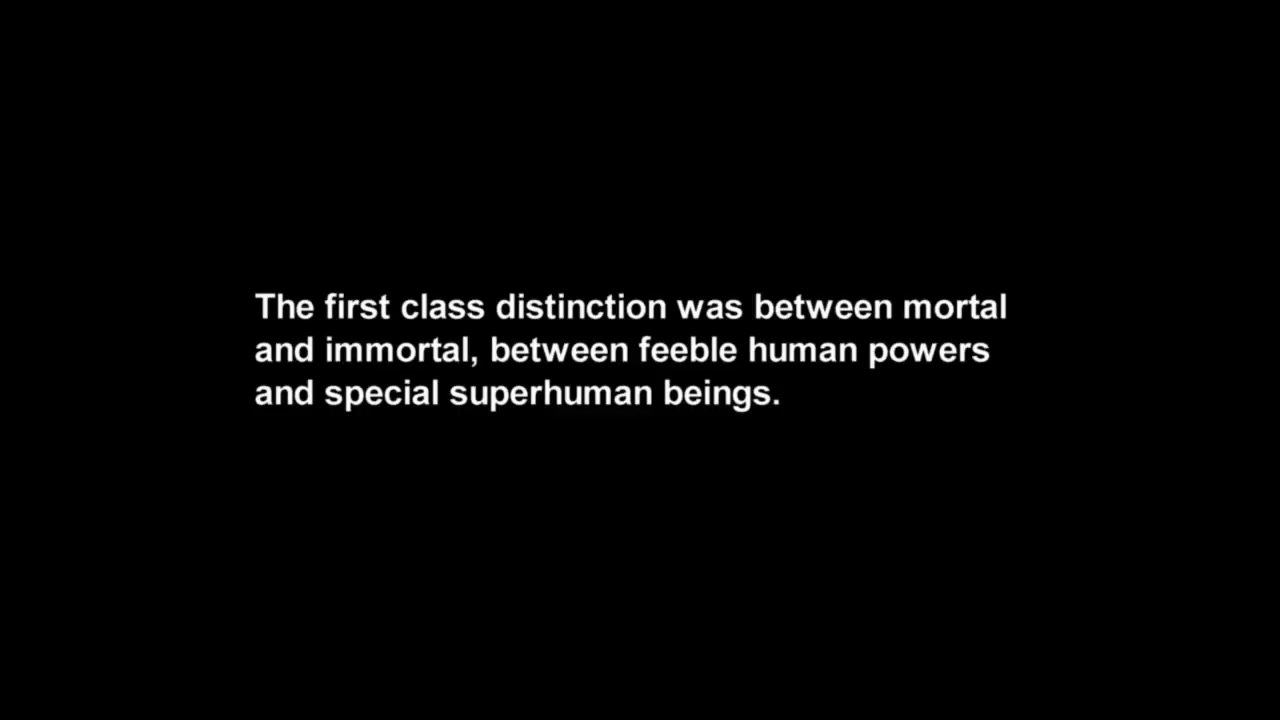 The first class distinction was between mortal
and immortal, between feeble human powers
and special superhuman beings.